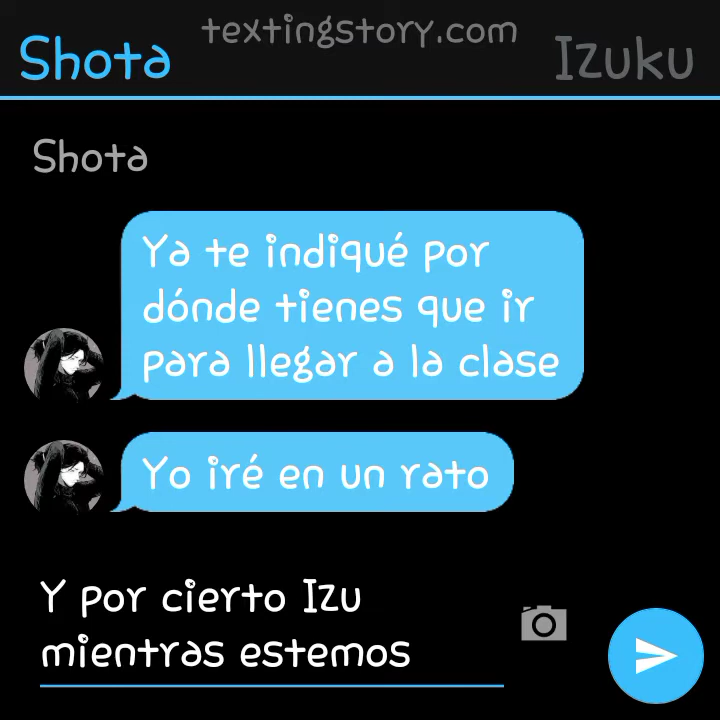 textingstory.com
Shota
Izuku
Shota
Ya te indiqué por
dónde tienes que ir
para llegar a la clase
Yo iré en un rato
Y por cierto Izu
mientras estemos